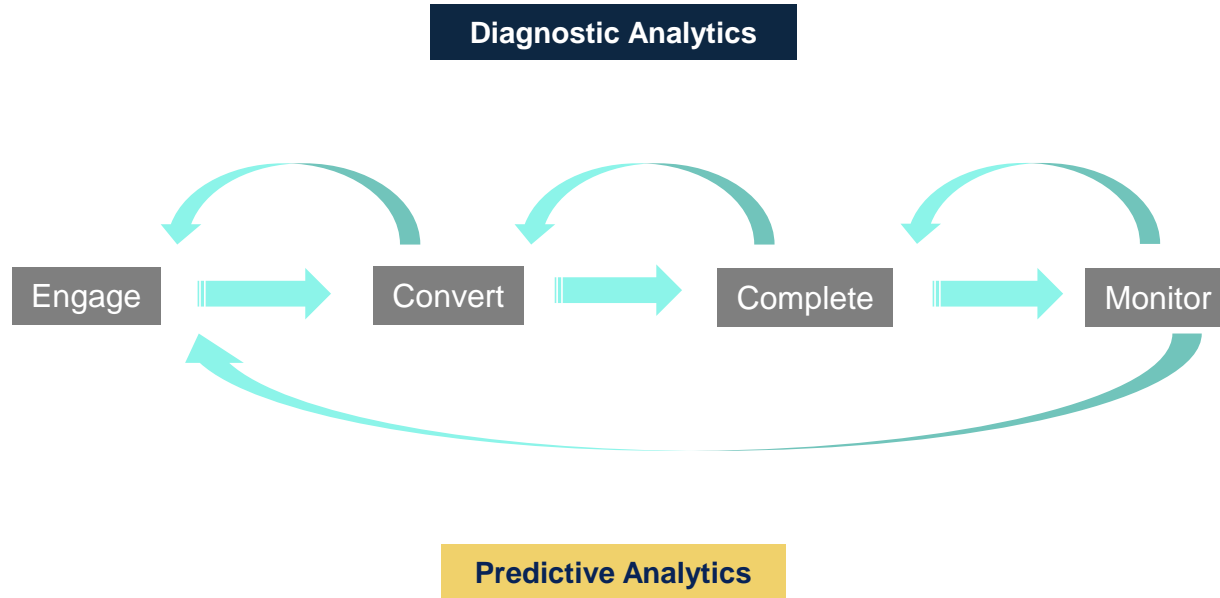 Diagnostic Analytics
Engage
Convert
Complete
Monitor
Predictive Analytics